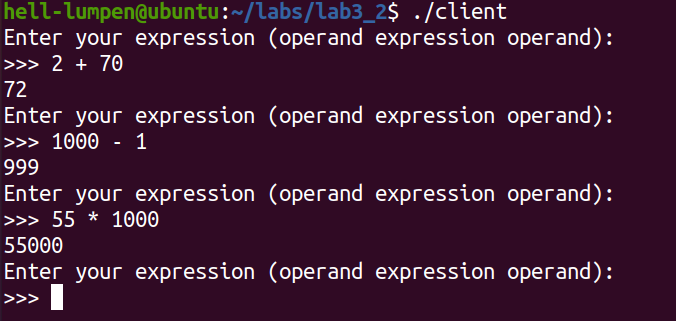 hell-lumpen@ubuntu:~/labs/lab3_2$ ./client
Enter your expression (operand expression operand):
>>> 2 + 70
72
Enter your expression (operand expression operand):
>>> 1000 - 1
999
Enter your expression (operand expression operand):
>>> 55 * 1000
55000
Enter your expression (operand expression operand):
>>>